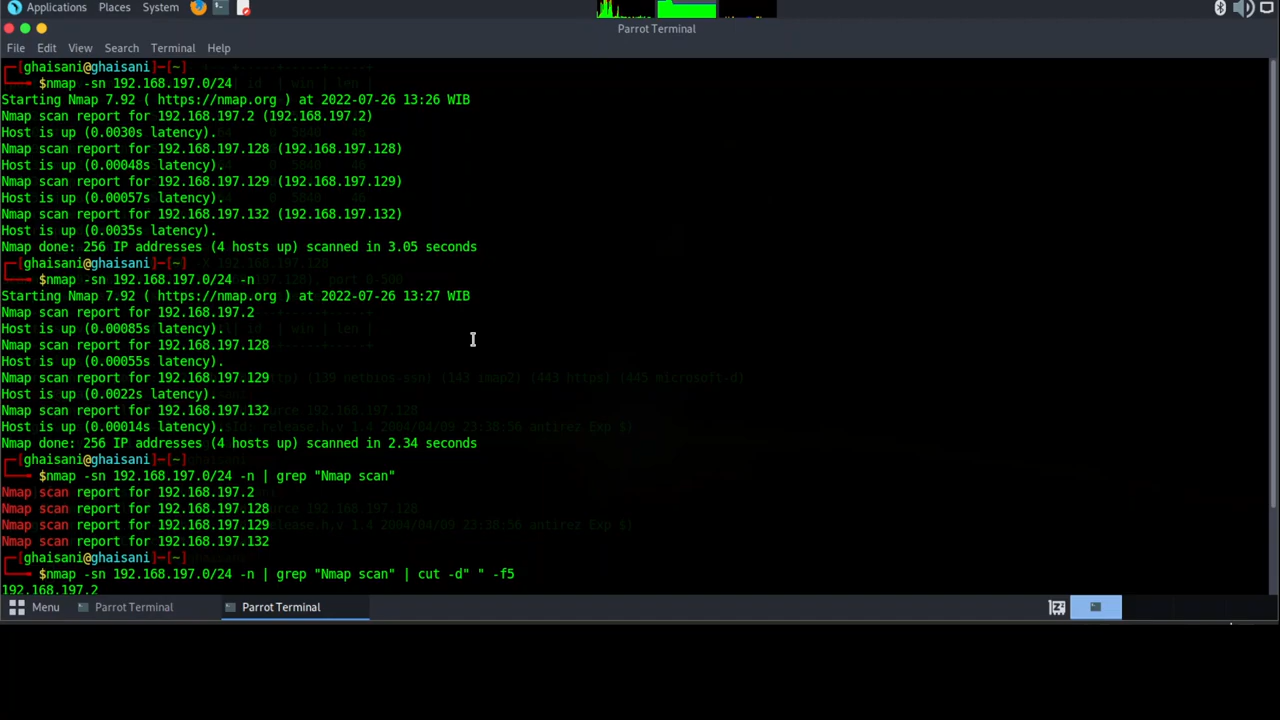 Applications Places System
Parrot Terminal
File Edit View Search Terminal Help
┌─[ghaisani@ghaisani]─[~]
└──╼ $nmap -sn 192.168.197.0/24
Starting Nmap 7.92 ( https://nmap.org ) at 2022-07-26 13:26 WIB
Nmap scan report for 192.168.197.2 (192.168.197.2)
Host is up (0.0030s latency).
Nmap scan report for 192.168.197.128 (192.168.197.128)
Host is up (0.00048s latency).
Nmap scan report for 192.168.197.129 (192.168.197.129)
Host is up (0.00057s latency).
Nmap scan report for 192.168.197.132 (192.168.197.132)
Host is up (0.0035s latency).
Nmap done: 256 IP addresses (4 hosts up) scanned in 3.05 seconds
┌─[ghaisani@ghaisani]─[~]
└──╼ $nmap -sn 192.168.197.0/24 -n
Starting Nmap 7.92 ( https://nmap.org ) at 2022-07-26 13:27 WIB
Nmap scan report for 192.168.197.2
Host is up (0.00085s latency).
Nmap scan report for 192.168.197.128
Host is up (0.00055s latency).
Nmap scan report for 192.168.197.129
Host is up (0.0022s latency).
Nmap scan report for 192.168.197.132
Host is up (0.00014s latency).
Nmap done: 256 IP addresses (4 hosts up) scanned in 2.34 seconds
┌─[ghaisani@ghaisani]─[~]
└──╼ $nmap -sn 192.168.197.0/24 -n | grep "Nmap scan"
Nmap scan report for 192.168.197.2
Nmap scan report for 192.168.197.128
Nmap scan report for 192.168.197.129
Nmap scan report for 192.168.197.132
┌─[ghaisani@ghaisani]─[~]
└──╼ $nmap -sn 192.168.197.0/24 -n | grep "Nmap scan" | cut -d" " -f5
192.168.197.2
Menu Parrot Terminal Parrot Terminal